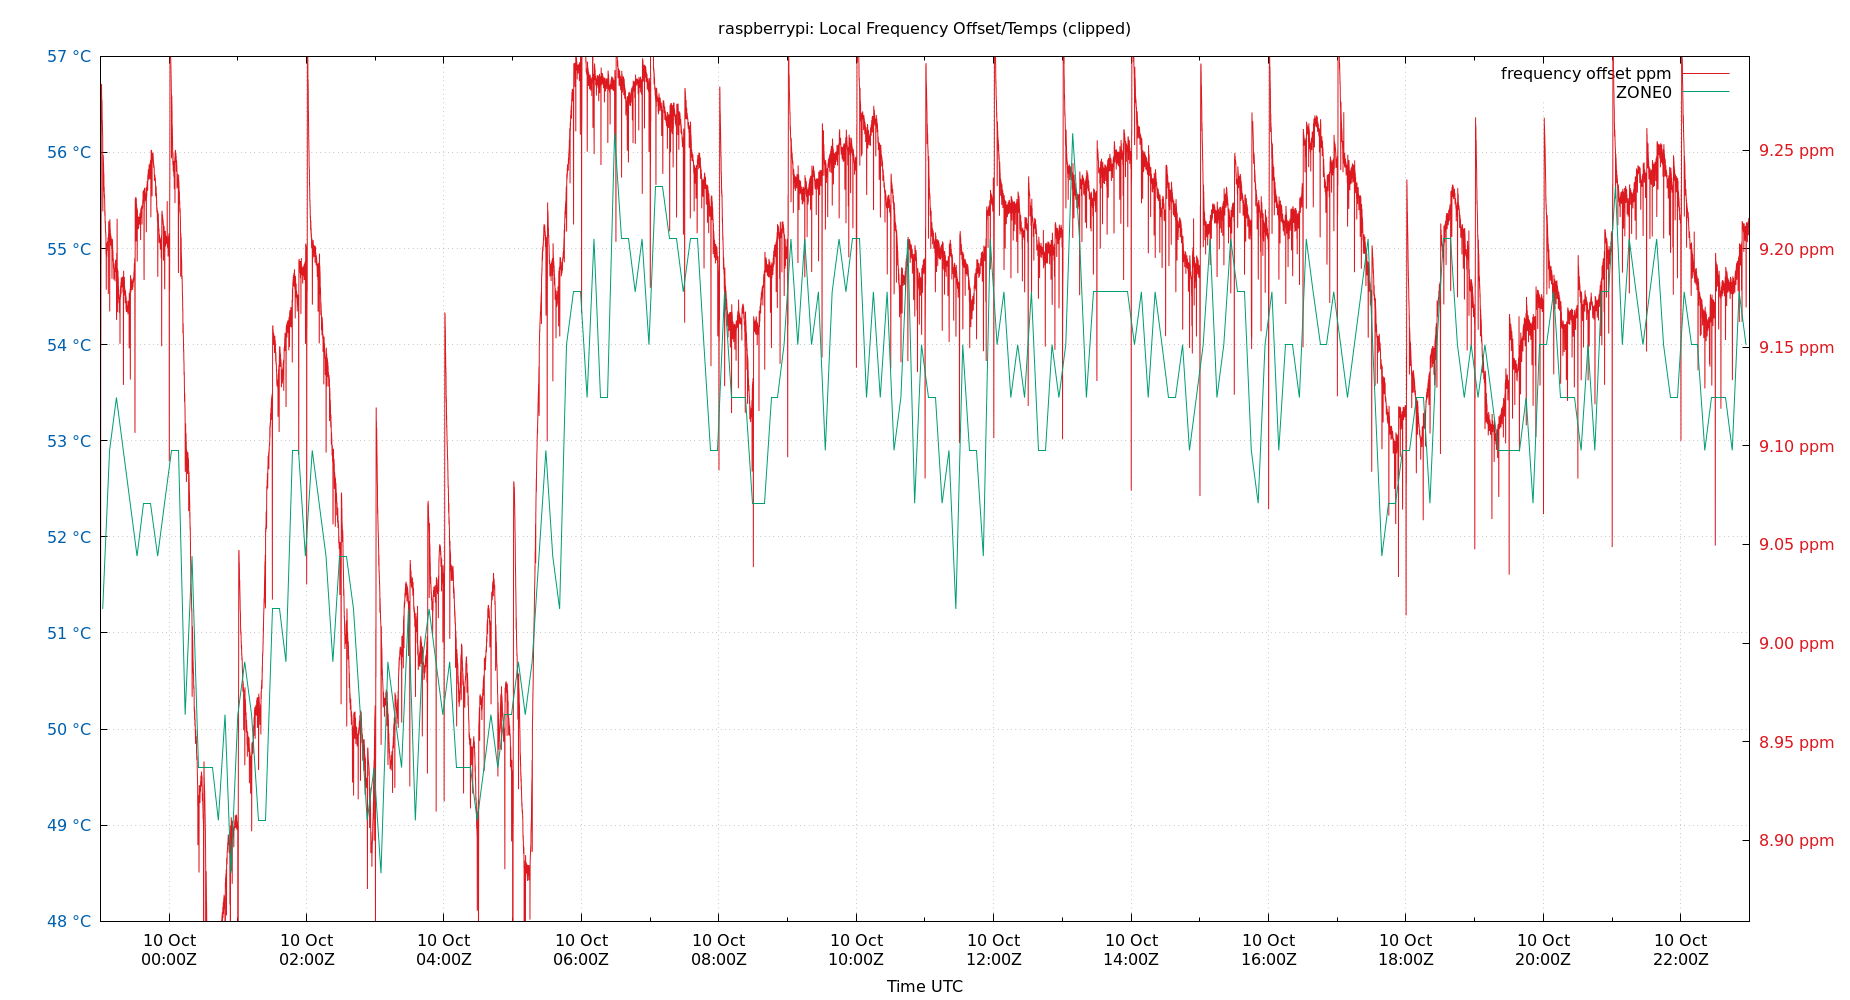 raspberrypi: Local Frequency Offset/Temps (clipped)
frequency offset ppm
ZONE0
57 °C
56 °C
55 °C
54 °C
53 °C
52 °C
51 °C
50 °C
49 °C
48 °C
9.25 ppm
9.20 ppm
9.15 ppm
9.10 ppm
9.05 ppm
9.00 ppm
8.95 ppm
8.90 ppm
10 Oct 10 Oct 10 Oct 10 Oct 10 Oct 10 Oct 10 Oct 10 Oct 10 Oct 10 Oct 10 Oct 10 Oct
00:00Z 02:00Z 04:00Z 06:00Z 08:00Z 10:00Z 12:00Z 14:00Z 16:00Z 18:00Z 20:00Z 22:00Z
Time UTC